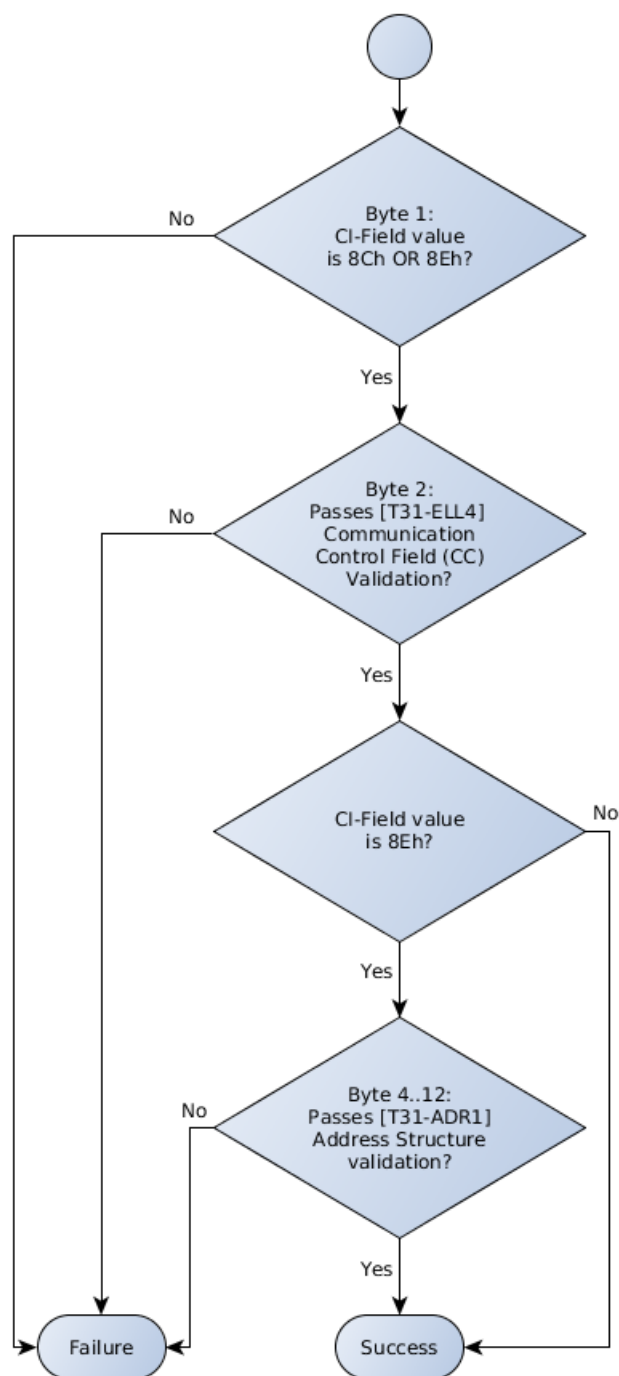 Byte 1:
No
CI-Field value
is 8Ch OR 8Eh?
Yes
Byte 2:
No
Passes [T31-ELL4]
Communication
Control Field (CC)
Validation?
Yes
CI-Field value
No
is 8Eh?
Yes
Byte 4..12:
No
Passes [T31-ADR1]
Address Structure
validation?
Yes
Failure
Success